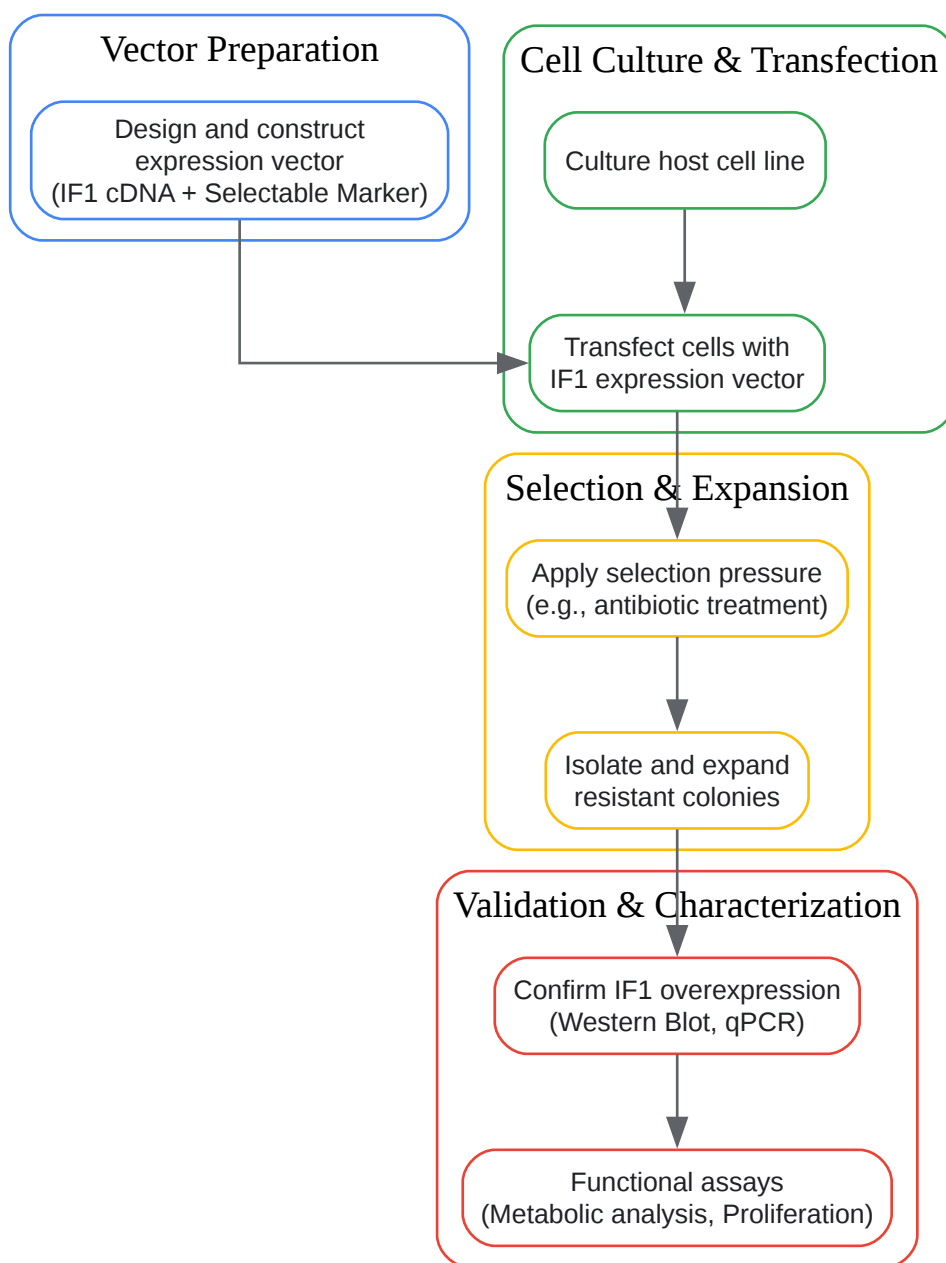 Vector Preparation
Design and construct
expression vector
(IF1 cDNA + Selectable Marker)
Cell Culture & Transfection
Culture host cell line
Transfect cells with
IF1 expression vector
Selection & Expansion
Apply selection pressure
(e.g., antibiotic treatment)
Isolate and expand
resistant colonies
Validation & Characterization
Confirm IF1 overexpression
(Western Blot, qPCR)
Functional assays
(Metabolic analysis, Proliferation)